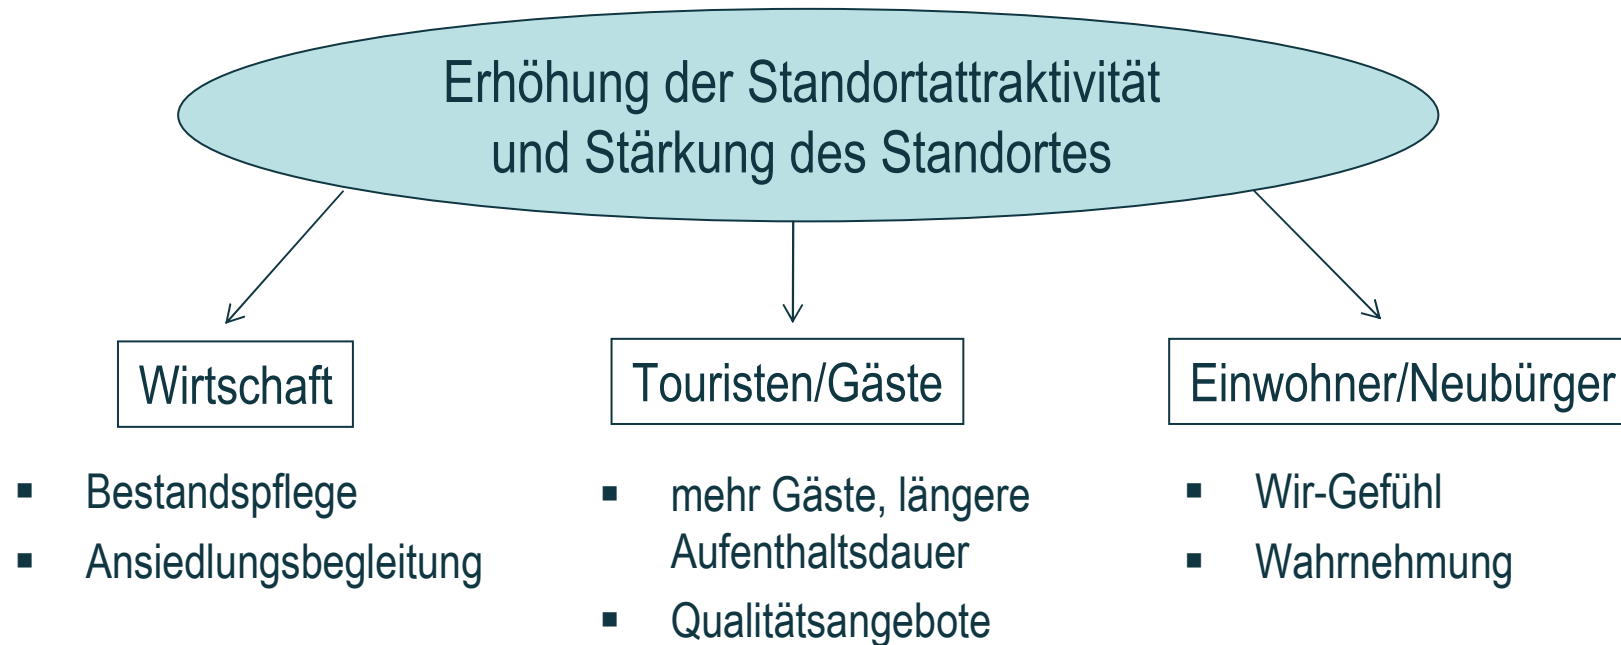 Erhöhung der Standortattraktivität
und Stärkung des Standortes
Wirtschaft
▪ Bestandspflege
▪ Ansiedlungsbegleitung
Touristen/Gäste
▪ mehr Gäste, längere
Aufenthaltsdauer
▪ Qualitätsangebote
Einwohner/Neubürger
▪ Wir-Gefühl
▪ Wahrnehmung